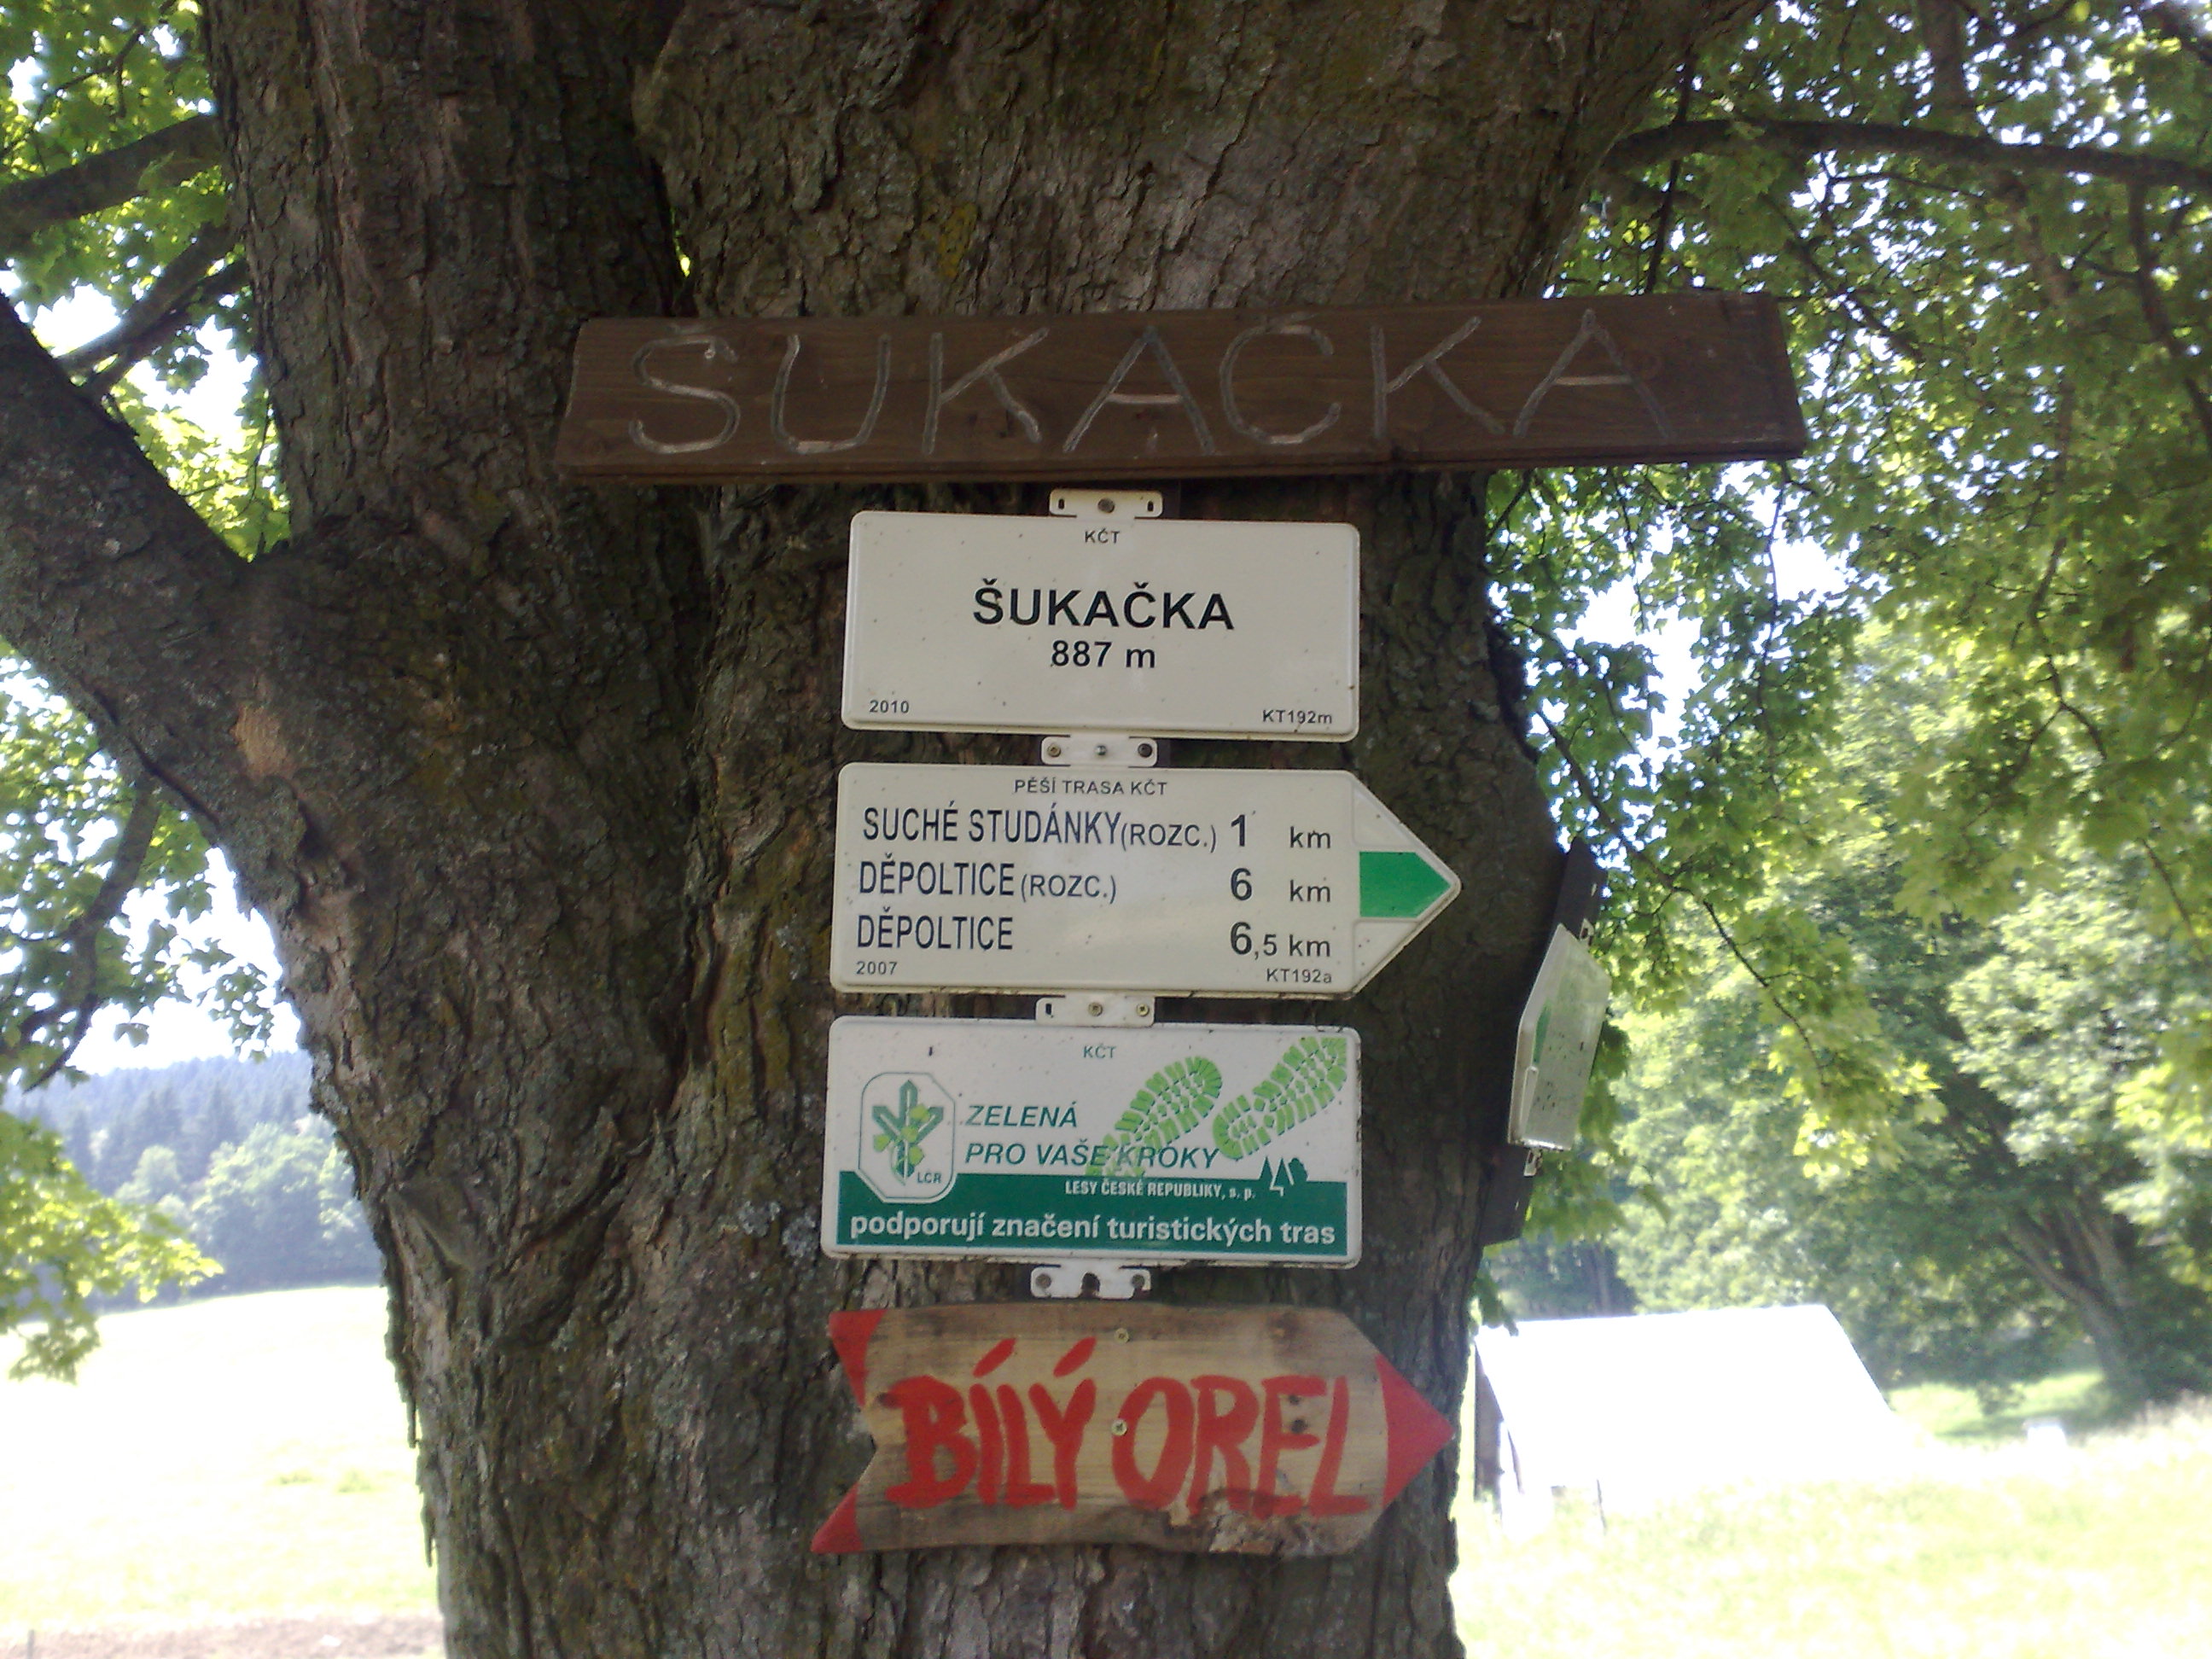 ŠUKAČKA
KČT
ŠUKAČKA
887 m
2010 KT192m
PĚŠÍ TRASA KČT
SUCHÉ STUDÁNKY (ROZC.) 1 km
DĚPOLTICE (ROZC.) 6 km
DĚPOLTICE 6,5 km
2007 KT192a
KČT
ZELENÁ
PRO VAŠE KROKY
LČR
LESY ČESKÉ REPUBLIKY, s. p.
podporují značení turistických tras
BÍLÝ OREL